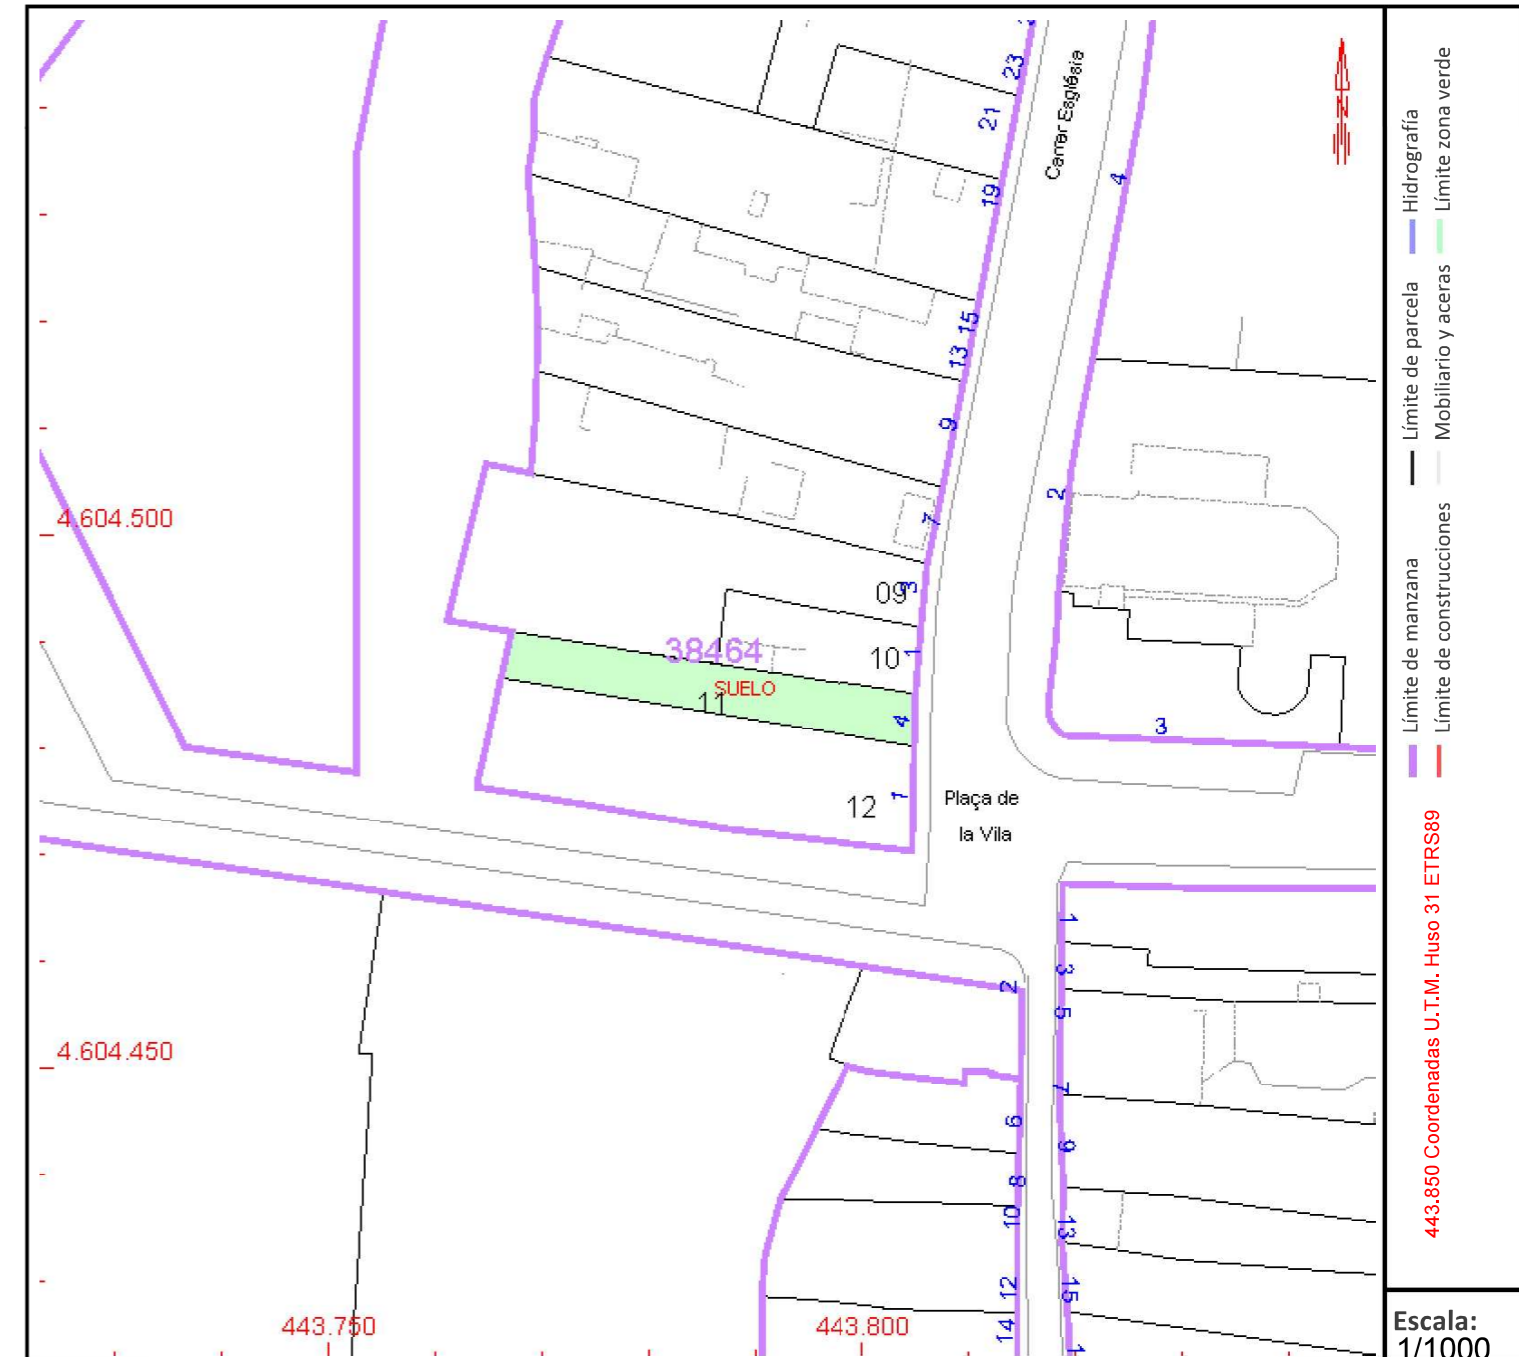 23
21
Carrer Església
19
4
15
13
9
2
7
4.604.500
09
3
38464
10
1
SUELO
11
4
3
12
1
Plaça de
la Vila
1
2
3
5
4.604.450
7
6
9
8
10
13
12
15
14
1
443.750
443.800
N
Límite de manzana
Límite de parcela
Hidrografía
Límite de construcciones
Mobiliario y aceras
Límite zona verde
443.850 Coordenadas U.T.M. Huso 31 ETRS89
Escala:
1/1000